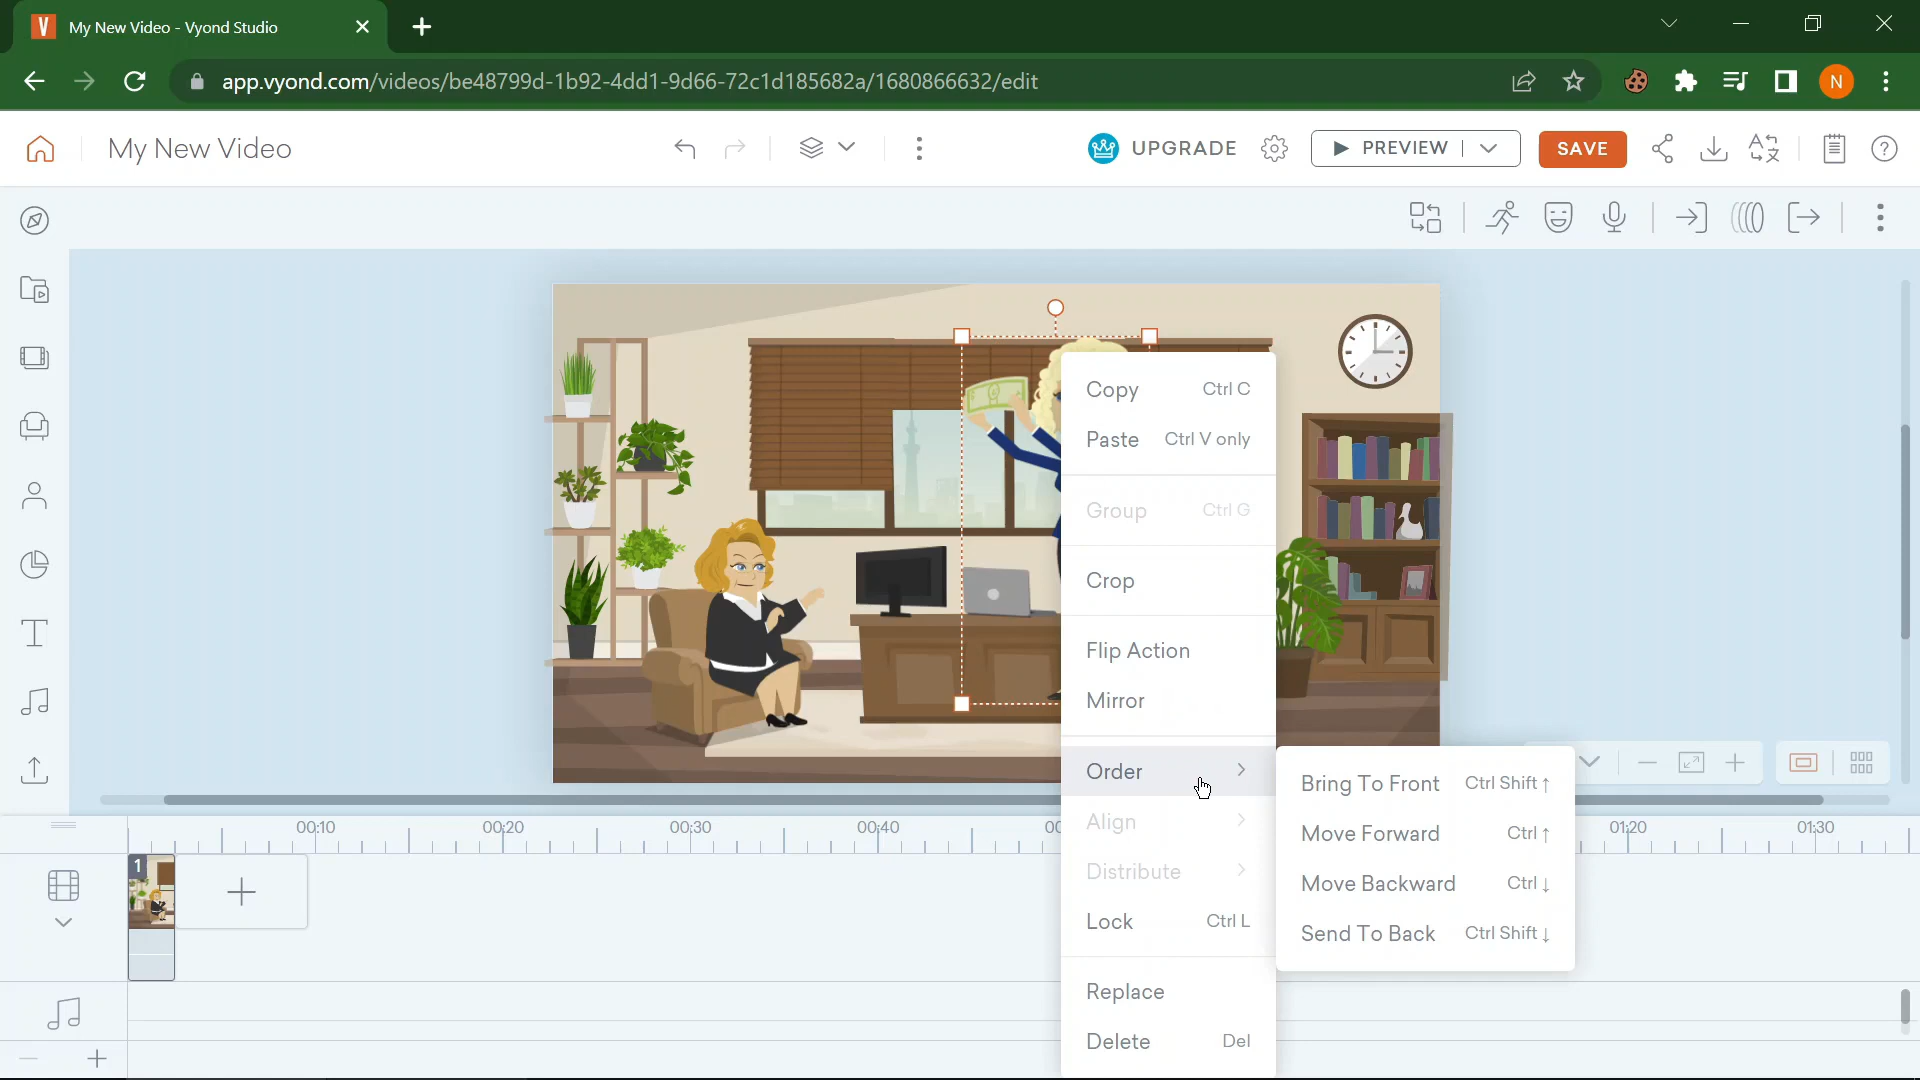 My New Video - Vyond Studio
app.vyond.com/videos/be48799d-1b92-4dd1-9d66-72c1d185682a/1680866632/edit
N
My New Video
UPGRADE
PREVIEW
SAVE
Copy Ctrl C
Paste Ctrl V only
Group Ctrl G
Crop
Flip Action
Mirror
Order
Align
Distribute
Lock Ctrl L
Replace
Delete Del
Bring To Front Ctrl Shift ↑
Move Forward Ctrl ↑
Move Backward Ctrl ↓
Send To Back Ctrl Shift ↓
00:10 00:20 00:30 00:40 01:20 01:30
1